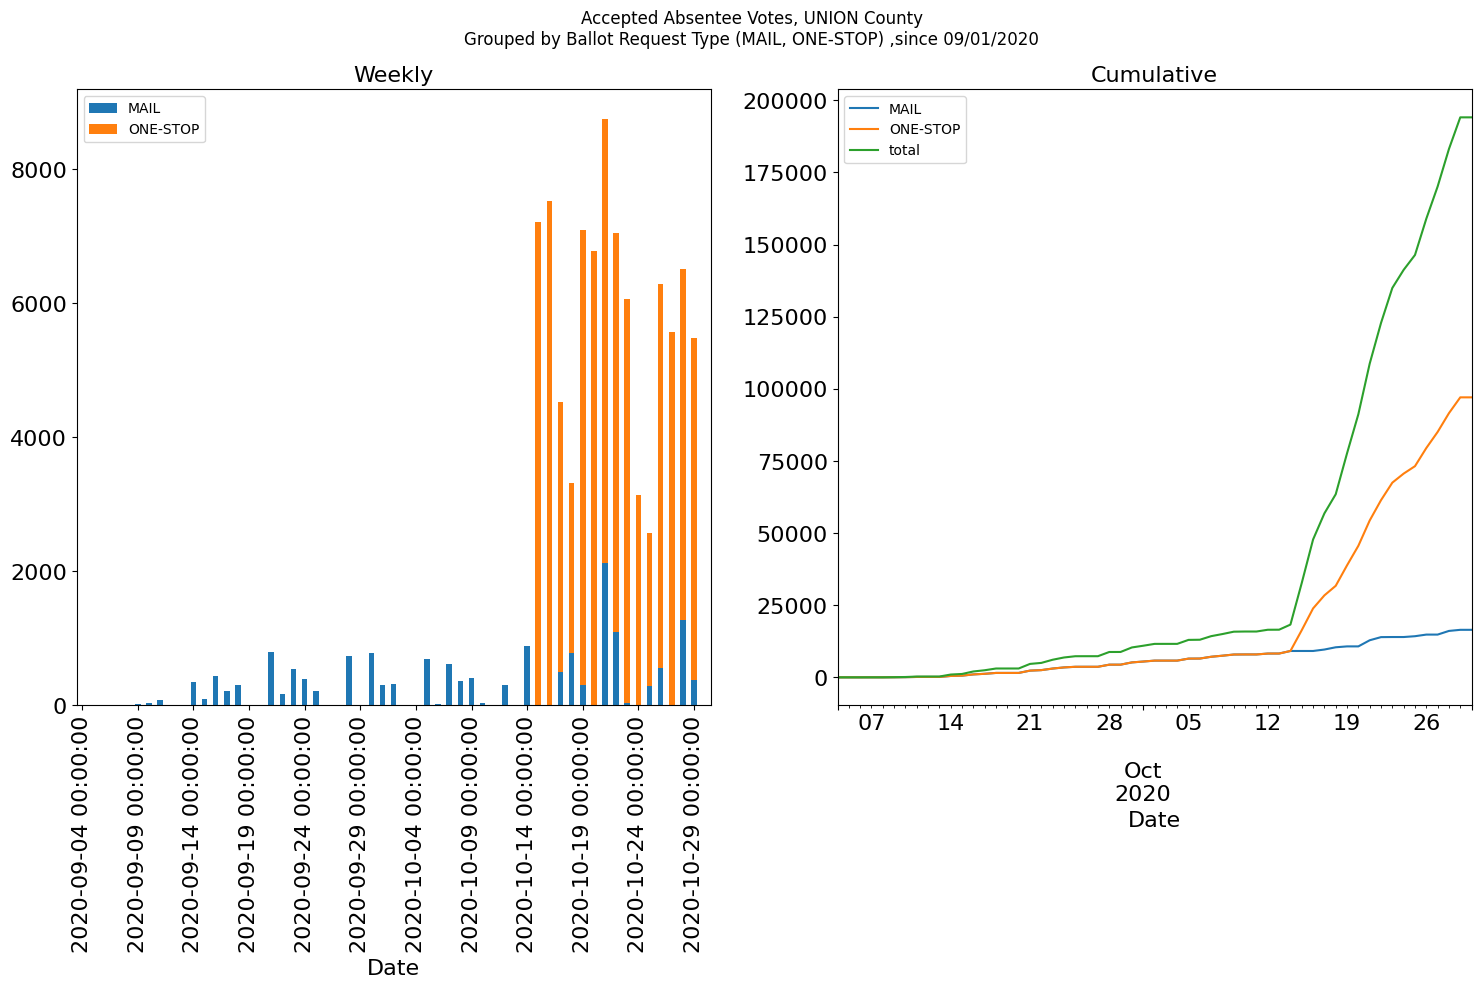 Accepted Absentee Votes, UNION County
Grouped by Ballot Request Type (MAIL, ONE-STOP) ,since 09/01/2020
Weekly
MAIL
ONE-STOP
8000
6000
4000
2000
0
2020-09-04 00:00:00
2020-09-09 00:00:00
2020-09-14 00:00:00
2020-09-19 00:00:00
2020-09-24 00:00:00
2020-09-29 00:00:00
2020-10-04 00:00:00
2020-10-09 00:00:00
2020-10-14 00:00:00
2020-10-19 00:00:00
2020-10-24 00:00:00
2020-10-29 00:00:00
Date
Cumulative
MAIL
ONE-STOP
total
200000
175000
150000
125000
100000
75000
50000
25000
0
07 14 21 28 05 12 19 26
Oct
2020
Date